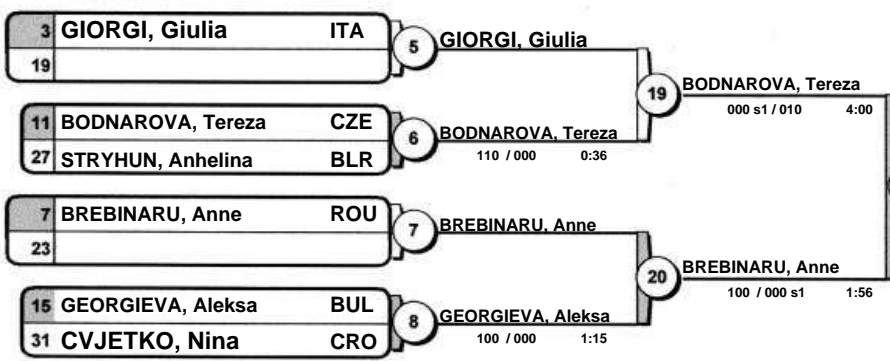 3 GIORGI, Giulia ITA
19
5
GIORGI, Giulia
11 BODNAROVA, Tereza CZE
27 STRYHUN, Anhelina BLR
6
BODNAROVA, Tereza
110 / 000 0:36
19
BODNAROVA, Tereza
000 s1 / 010 4:00
7 BREBINARU, Anne ROU
23
7
BREBINARU, Anne
15 GEORGIEVA, Aleksa BUL
31 CVJETKO, Nina CRO
8
GEORGIEVA, Aleksa
100 / 000 1:15
20
BREBINARU, Anne
100 / 000 s1 1:56